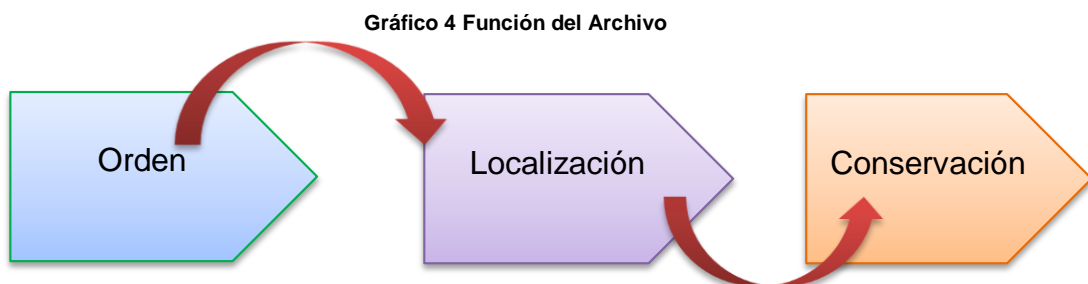 Gráfico 4 Función del Archivo
Orden
Localización
Conservación